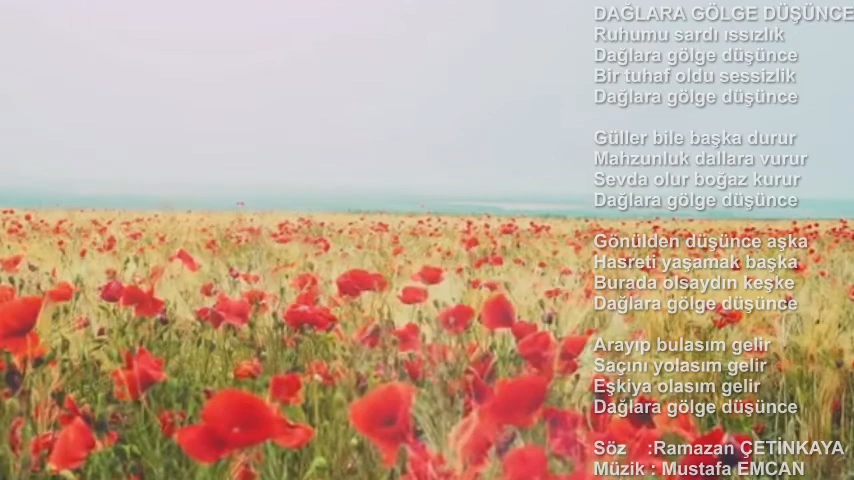 DAĞLARA GÖLGE DÜŞÜNCE
Ruhumu sardı ıssızlık
Dağlara gölge düşünce
Bir tuhaf oldu sessizlik
Dağlara gölge düşünce
Güller bile başka durur
Mahzunluk dallara vurur
Sevda olur boğaz kurur
Dağlara gölge düşünce
Gönülden düşünce aşka
Hasreti yaşamak başka
Burada olsaydın keşke
Dağlara gölge düşünce
Arayıp bulasım gelir
Saçını yolasım gelir
Eşkiya olasım gelir
Dağlara gölge düşünce
Söz :Ramazan ÇETİNKAYA
Müzik : Mustafa EMCAN